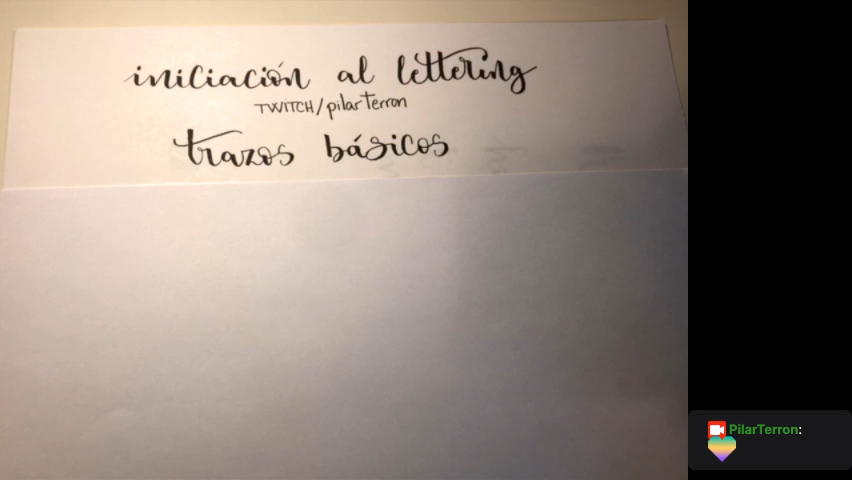 iniciación al lettering
TWITCH/pilarTerron
trazos básicos
PilarTerron: